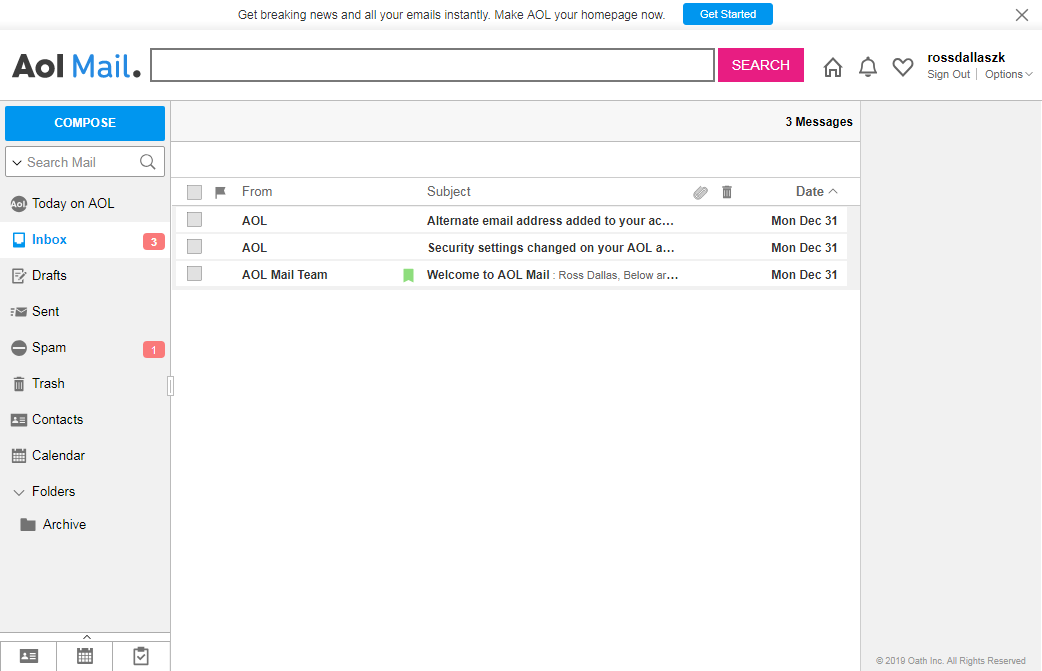 Get breaking news and all your emails instantly. Make AOL your homepage now. Get Started
Aol Mail. SEARCH rossdallaszk
Sign Out Options
COMPOSE
3 Messages
Search Mail
From Subject Date
Today on AOL
AOL Alternate email address added to your ac... Mon Dec 31
Inbox 3
AOL Security settings changed on your AOL a... Mon Dec 31
Drafts
AOL Mail Team Welcome to AOL Mail : Ross Dallas, Below ar... Mon Dec 31
Sent
Spam 1
Trash
Contacts
Calendar
Folders
Archive
© 2019 Oath Inc. All Rights Reserved